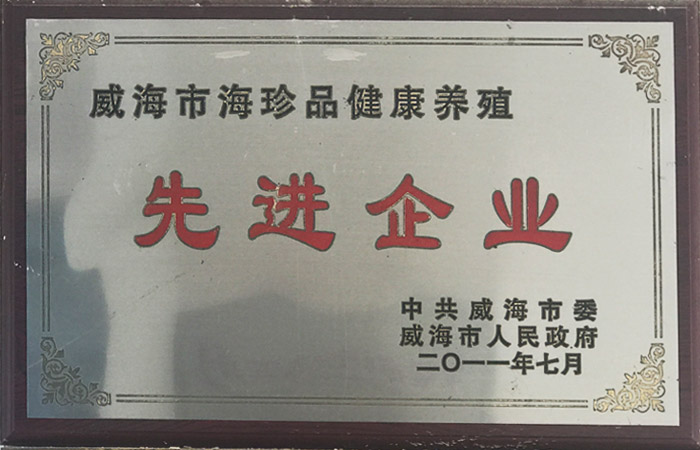 威海市海珍品健康养殖
先进企业
中共威海市委
威海市人民政府
二〇一一年七月